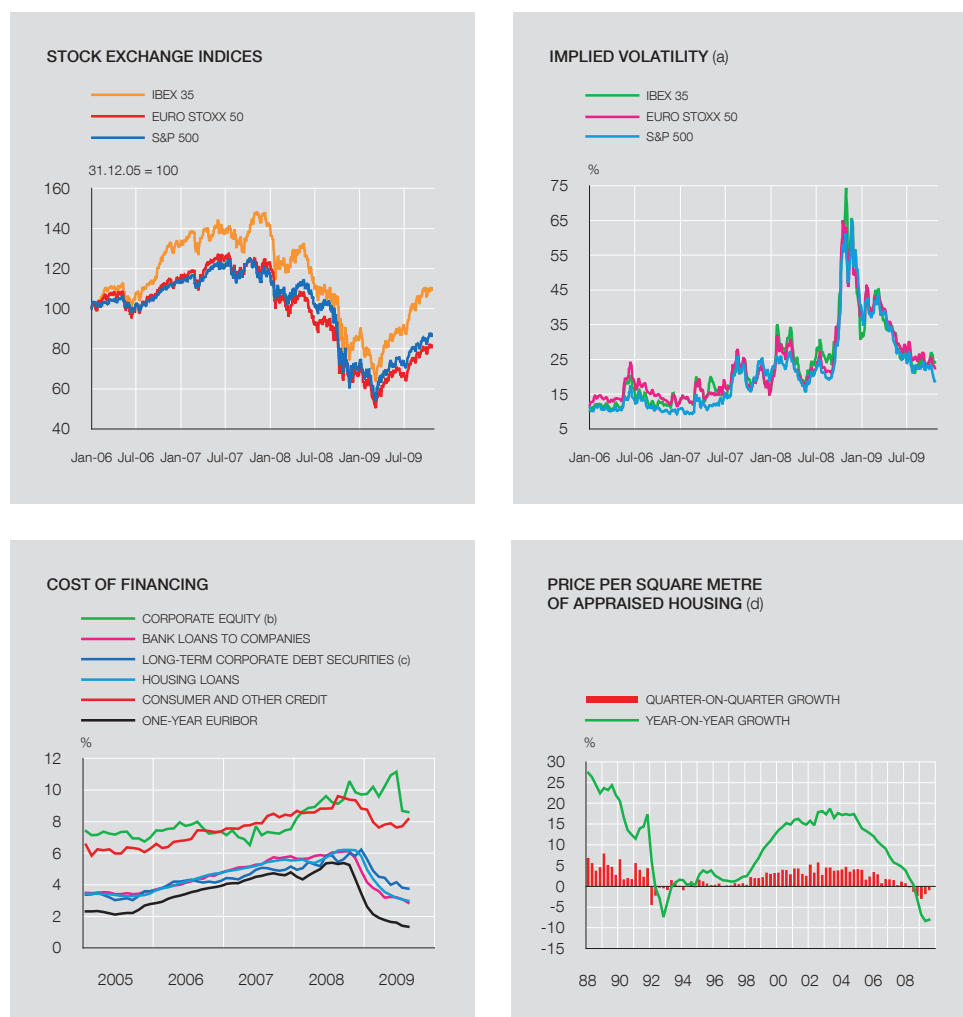 STOCK EXCHANGE INDICES
IBEX 35
EURO STOXX 50
S&P 500
31.12.05 = 100
160
140
120
100
80
60
40
Jan-06 Jul-06 Jan-07 Jul-07 Jan-08 Jul-08 Jan-09 Jul-09
IMPLIED VOLATILITY (a)
IBEX 35
EURO STOXX 50
S&P 500
%
75
65
55
45
35
25
15
5
Jan-06 Jul-06 Jan-07 Jul-07 Jan-08 Jul-08 Jan-09 Jul-09
COST OF FINANCING
CORPORATE EQUITY (b)
BANK LOANS TO COMPANIES
LONG-TERM CORPORATE DEBT SECURITIES (c)
HOUSING LOANS
CONSUMER AND OTHER CREDIT
ONE-YEAR EURIBOR
%
12
10
8
6
4
2
0
2005 2006 2007 2008 2009
PRICE PER SQUARE METRE
OF APPRAISED HOUSING (d)
QUARTER-ON-QUARTER GROWTH
YEAR-ON-YEAR GROWTH
%
30
25
20
15
10
5
0
-5
-10
-15
88 90 92 94 96 98 00 02 04 06 08